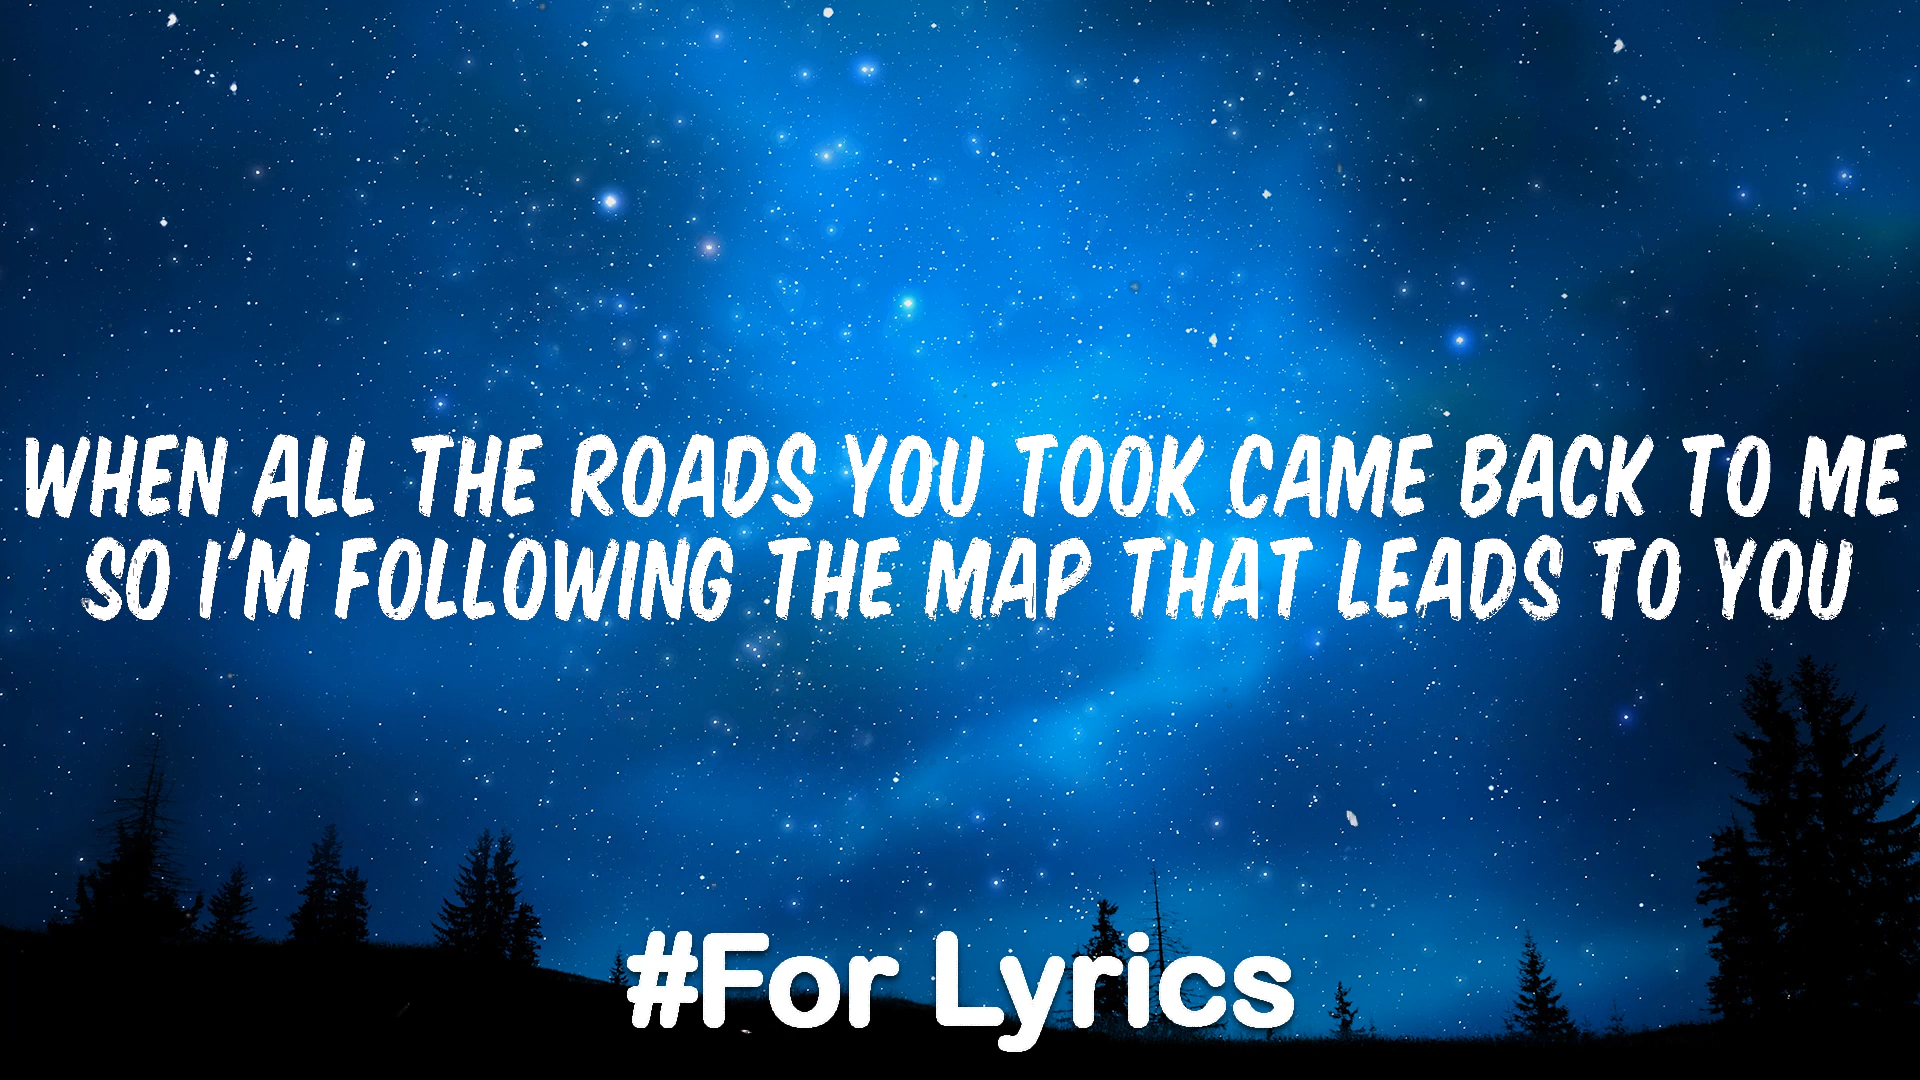 WHEN ALL THE ROADS YOU TOOK CAME BACK TO ME
SO I'M FOLLOWING THE MAP THAT LEADS TO YOU
#For Lyrics